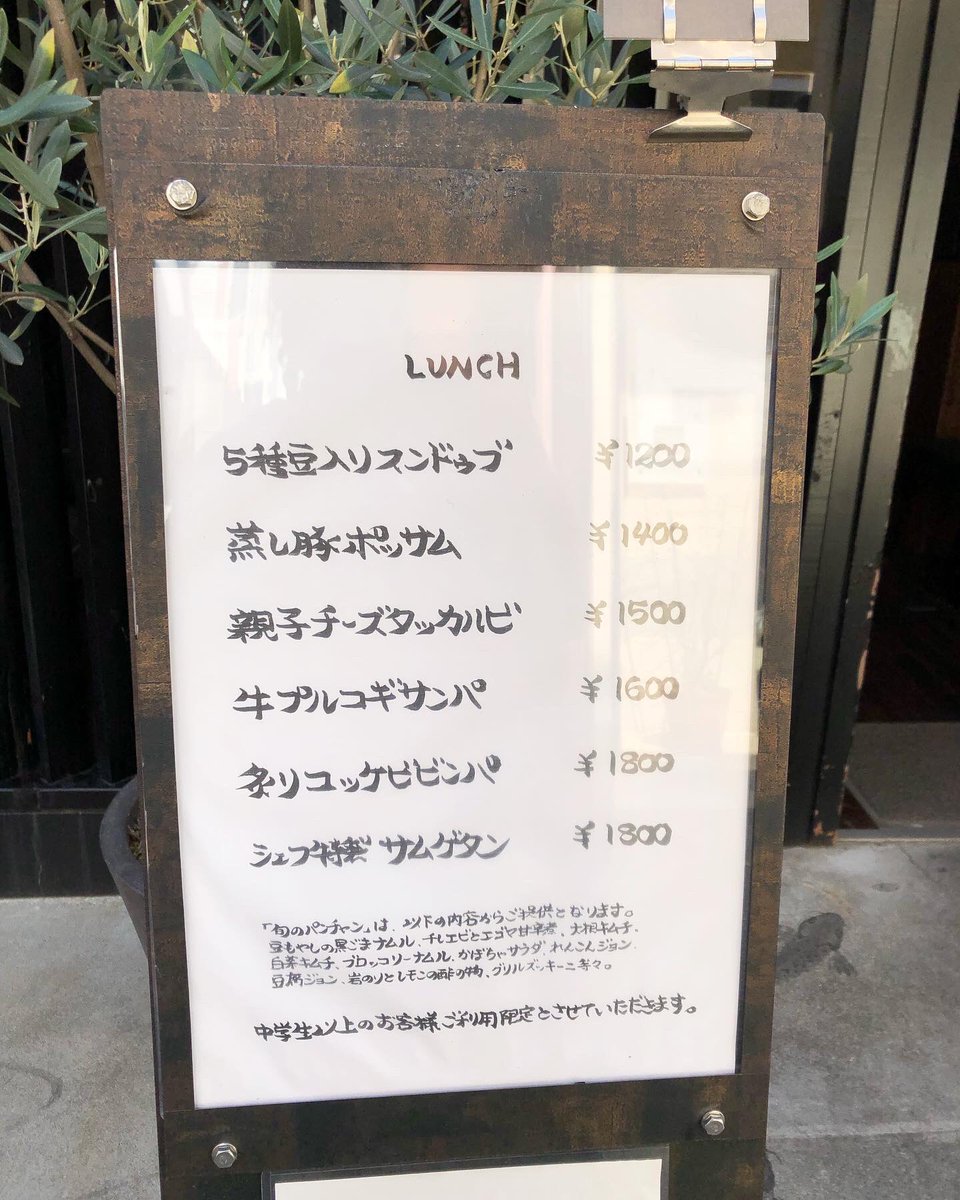 LUNCH
5種豆入りスンドゥブ ¥1200
蒸し豚ポッサム ¥1400
親子チーズタッカルビ ¥1500
牛プルコギサンパ ¥1600
炙りユッケビビンパ ¥1800
シェフ特製 サムゲタン ¥1800
「旬のパンチャン」は、以下の内容からご提供となります。
豆もやしの黒ごまナムル、干しエビとエゴマ甘辛煮、大根キムチ、
白菜キムチ、ブロッコリーナムル、かぼちゃサラダ、れんこんジョン、
豆腐ジョン、岩のりとレモンの酢の物、グリルズッキーニ等々。
中学生以上のお客様ご利用限定とさせていただきます。